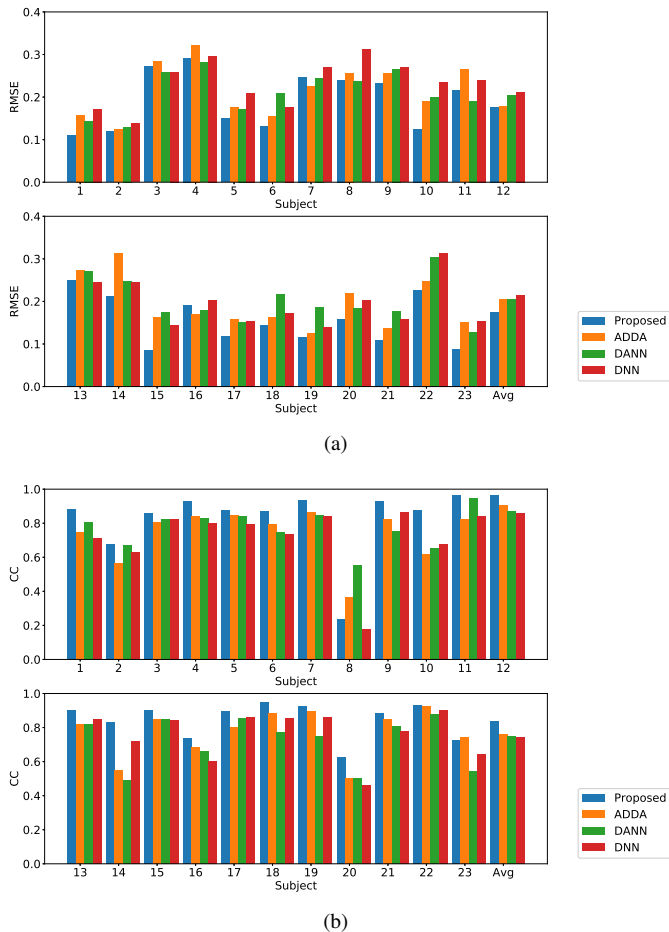 0.4
0.3
0.2
0.1
0.0
RMSE
1 2 3 4 5 6 7 8 9 10 11 12
Subject
0.4
0.3
0.2
0.1
0.0
RMSE
13 14 15 16 17 18 19 20 21 22 23 Avg
Subject
Proposed
ADDA
DANN
DNN
(a)
1.0
0.8
0.6
0.4
0.2
0.0
CC
1 2 3 4 5 6 7 8 9 10 11 12
Subject
1.0
0.8
0.6
0.4
0.2
0.0
CC
13 14 15 16 17 18 19 20 21 22 23 Avg
Subject
Proposed
ADDA
DANN
DNN
(b)